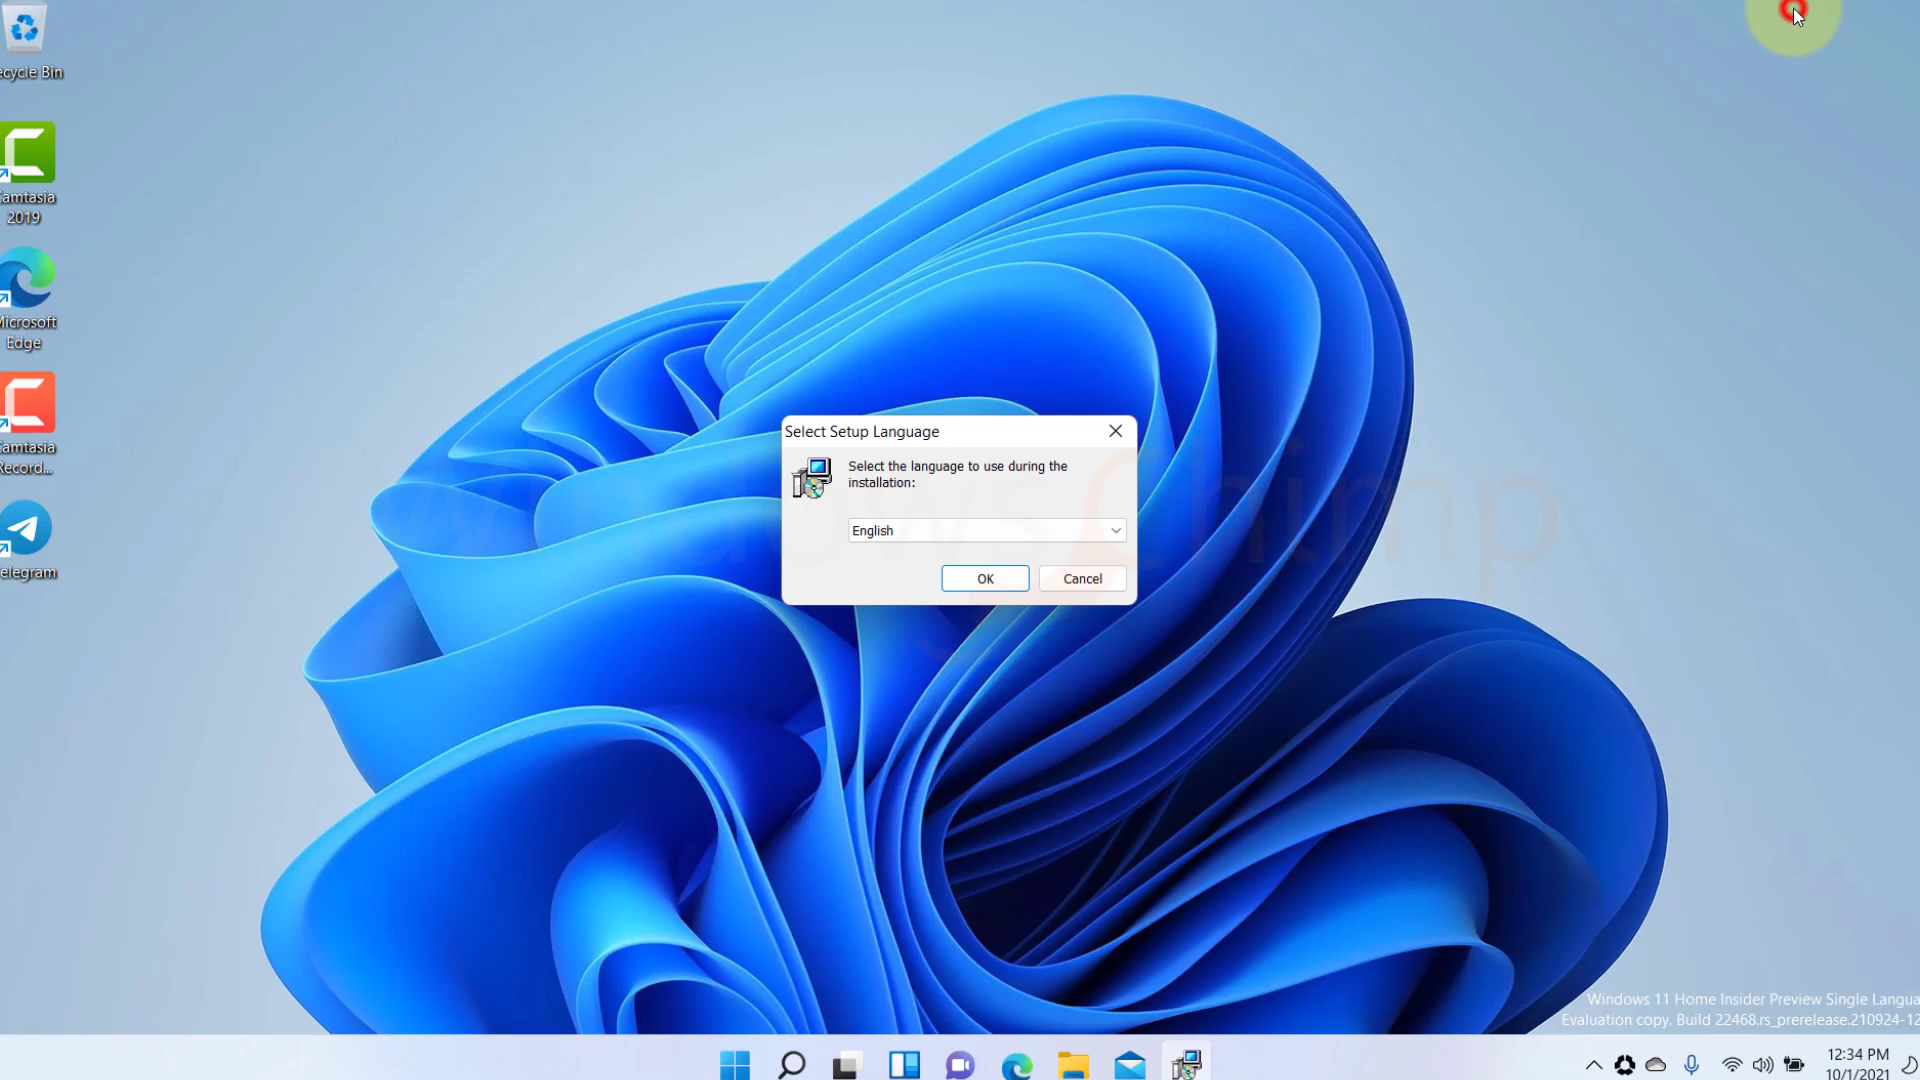 ecycle Bin
amtasia
2019
Microsoft
Edge
amtasia
Record...
elegram
Select Setup Language
Select the language to use during the
installation:
English
OK
Cancel
Windows 11 Home Insider Preview Single Langua
Evaluation copy. Build 22468.rs_prerelease.210924-12
12:34 PM
10/1/2021